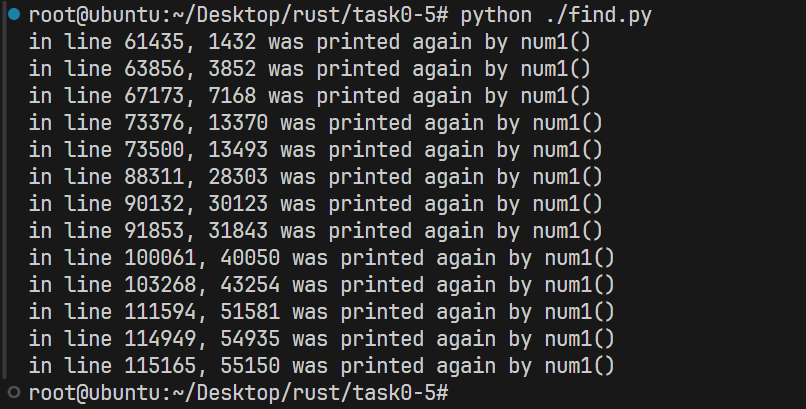 root@ubuntu:~/Desktop/rust/task0-5# python ./find.py
in line 61435, 1432 was printed again by num1()
in line 63856, 3852 was printed again by num1()
in line 67173, 7168 was printed again by num1()
in line 73376, 13370 was printed again by num1()
in line 73500, 13493 was printed again by num1()
in line 88311, 28303 was printed again by num1()
in line 90132, 30123 was printed again by num1()
in line 91853, 31843 was printed again by num1()
in line 100061, 40050 was printed again by num1()
in line 103268, 43254 was printed again by num1()
in line 111594, 51581 was printed again by num1()
in line 114949, 54935 was printed again by num1()
in line 115165, 55150 was printed again by num1()
root@ubuntu:~/Desktop/rust/task0-5#